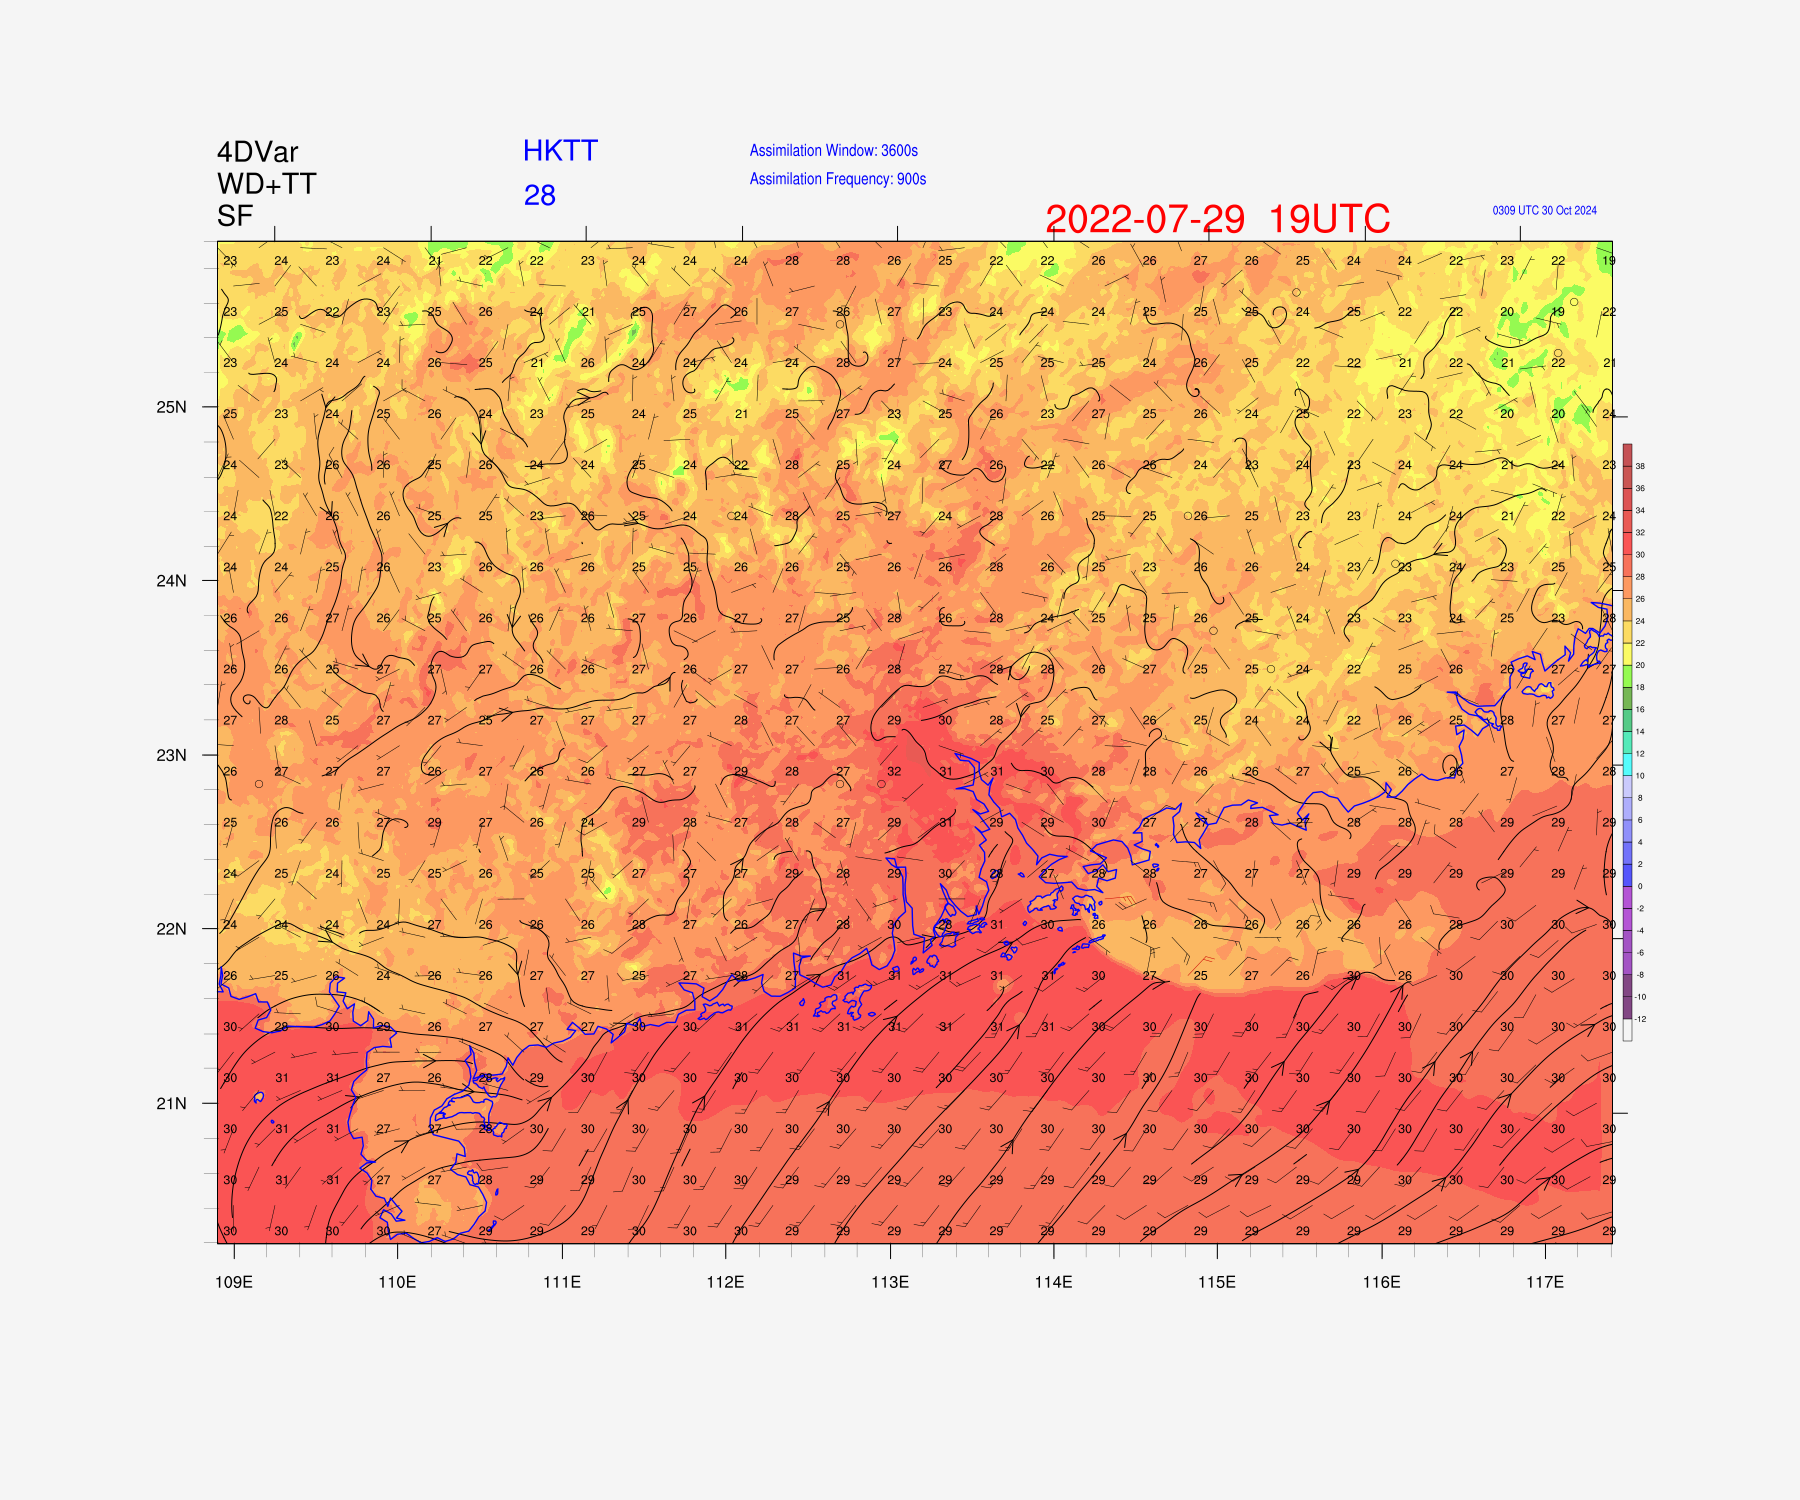 4DVar
WD+TT
SF
HKTT
28
Assimilation Window: 3600s
Assimilation Frequency: 900s
2022-07-29 19UTC
0309 UTC 30 Oct 2024
23 24 23 24 21 22 22 23 24 24 24 28 28 26 25 22 22 26 26 27 26 25 24 24 22 23 22 19
23 25 22 23 25 26 24 21 25 27 26 27 26 27 23 24 24 24 25 25 25 24 25 22 22 20 19 22
23 24 24 24 26 25 21 26 24 24 24 24 28 27 24 25 25 25 24 26 25 22 22 21 22 21 22 21
25N
25 23 24 25 26 24 23 25 24 25 21 25 27 23 25 26 23 27 25 26 24 25 22 23 22 20 20 24
24 23 26 26 25 26 24 24 25 24 22 28 25 24 27 26 22 26 26 24 23 24 23 24 24 21 24 23
24 22 26 26 25 25 23 26 25 24 24 28 25 27 24 28 26 25 25 26 25 23 23 24 24 21 22 24
24N
24 24 25 26 23 26 26 26 25 25 26 26 25 26 26 28 26 25 23 26 26 24 23 23 24 23 25 25
26 26 27 26 25 26 26 26 27 26 27 27 25 28 26 28 24 25 25 26 25 24 23 24 24 25 23 28
26 26 25 27 27 27 26 26 27 26 27 27 26 28 27 28 28 26 27 25 25 24 22 25 26 26 27 27
27 28 25 27 27 25 27 27 27 27 28 27 27 29 30 28 25 27 26 25 24 24 22 26 25 28 27 27
23N
26 27 27 27 26 27 26 26 27 27 29 28 27 32 31 31 30 28 28 26 26 27 25 26 26 27 28 28
25 26 26 27 29 27 26 24 29 28 27 28 27 29 31 29 29 30 27 27 28 27 28 28 28 29 29 29
24 25 24 25 25 26 25 25 27 27 27 29 28 29 30 28 27 28 28 27 27 27 29 29 29 29 29 29
22N
24 24 24 24 27 26 26 26 28 27 26 27 28 29 28 31 30 26 26 26 26 26 26 26 28 30 30 30
26 25 26 24 26 26 27 27 25 27 28 27 31 31 31 31 31 30 27 25 27 26 30 26 30 30 30 30
30 28 30 29 26 27 27 27 30 30 31 31 31 31 31 31 31 30 30 30 30 30 30 30 30 30 30 30
21N
30 31 31 27 26 28 29 30 30 30 30 30 30 30 30 30 30 30 30 30 30 30 30 30 30 30 30 30
30 31 31 27 27 28 30 30 30 30 30 30 30 30 30 30 30 30 30 30 30 30 30 30 30 30 30 30
30 31 31 27 27 28 29 29 30 30 30 29 29 29 29 29 29 29 29 29 29 29 29 30 30 30 30 29
30 30 30 30 27 29 29 29 29 29 29 29 29 29 29 29 29 29 29 29 29 29 29 29 29 29 29 29
109E 110E 111E 112E 113E 114E 115E 116E 117E
38
36
34
32
30
28
26
24
22
20
18
16
14
12
10
8
6
4
2
0
-2
-4
-6
-8
-10
-12